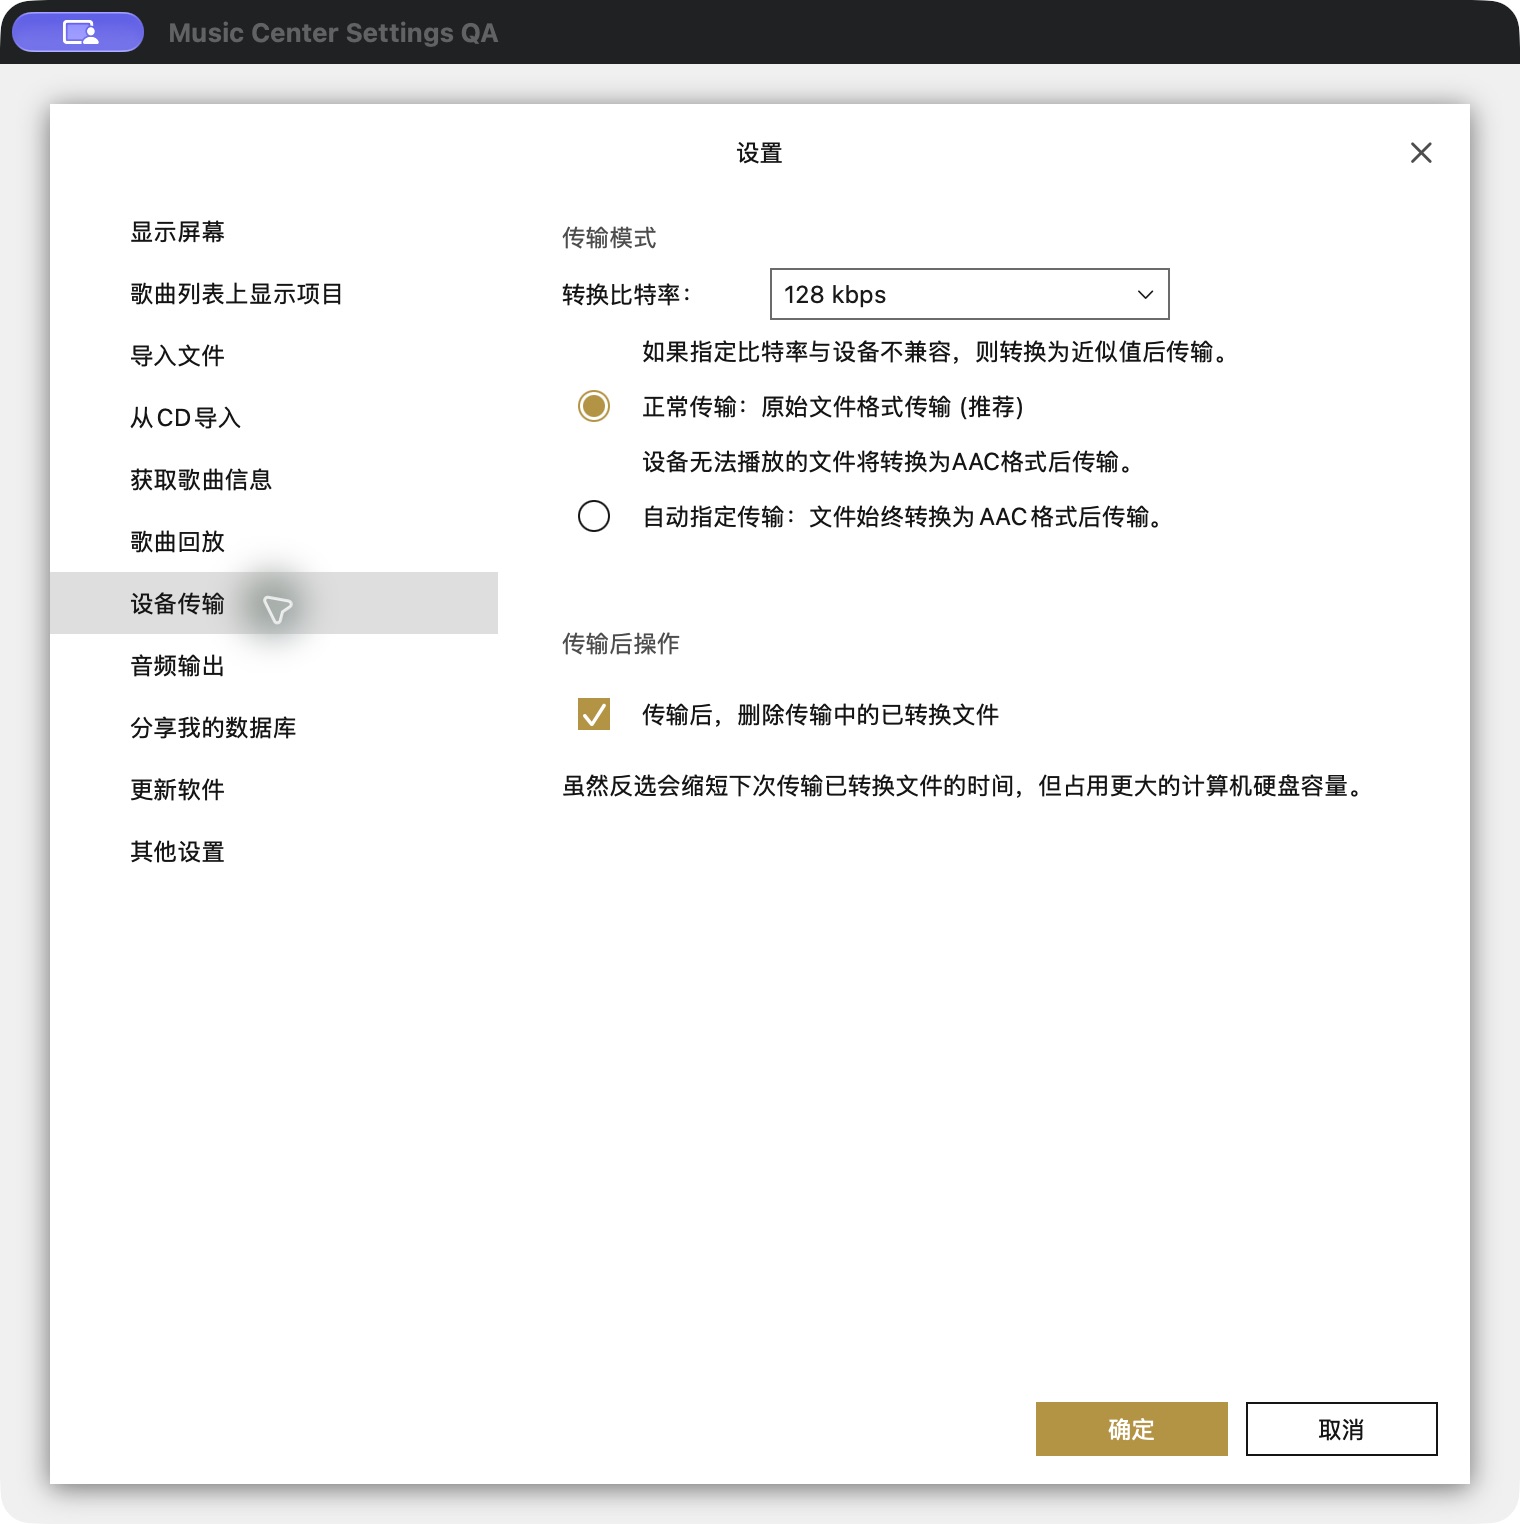 Music Center Settings QA
设置
显示屏幕
歌曲列表上显示项目
导入文件
从CD导入
获取歌曲信息
歌曲回放
设备传输
音频输出
分享我的数据库
更新软件
其他设置
传输模式
转换比特率：
128 kbps
如果指定比特率与设备不兼容，则转换为近似值后传输。
正常传输：原始文件格式传输 (推荐)
设备无法播放的文件将转换为AAC格式后传输。
自动指定传输：文件始终转换为 AAC 格式后传输。
传输后操作
传输后，删除传输中的已转换文件
虽然反选会缩短下次传输已转换文件的时间，但占用更大的计算机硬盘容量。
确定
取消